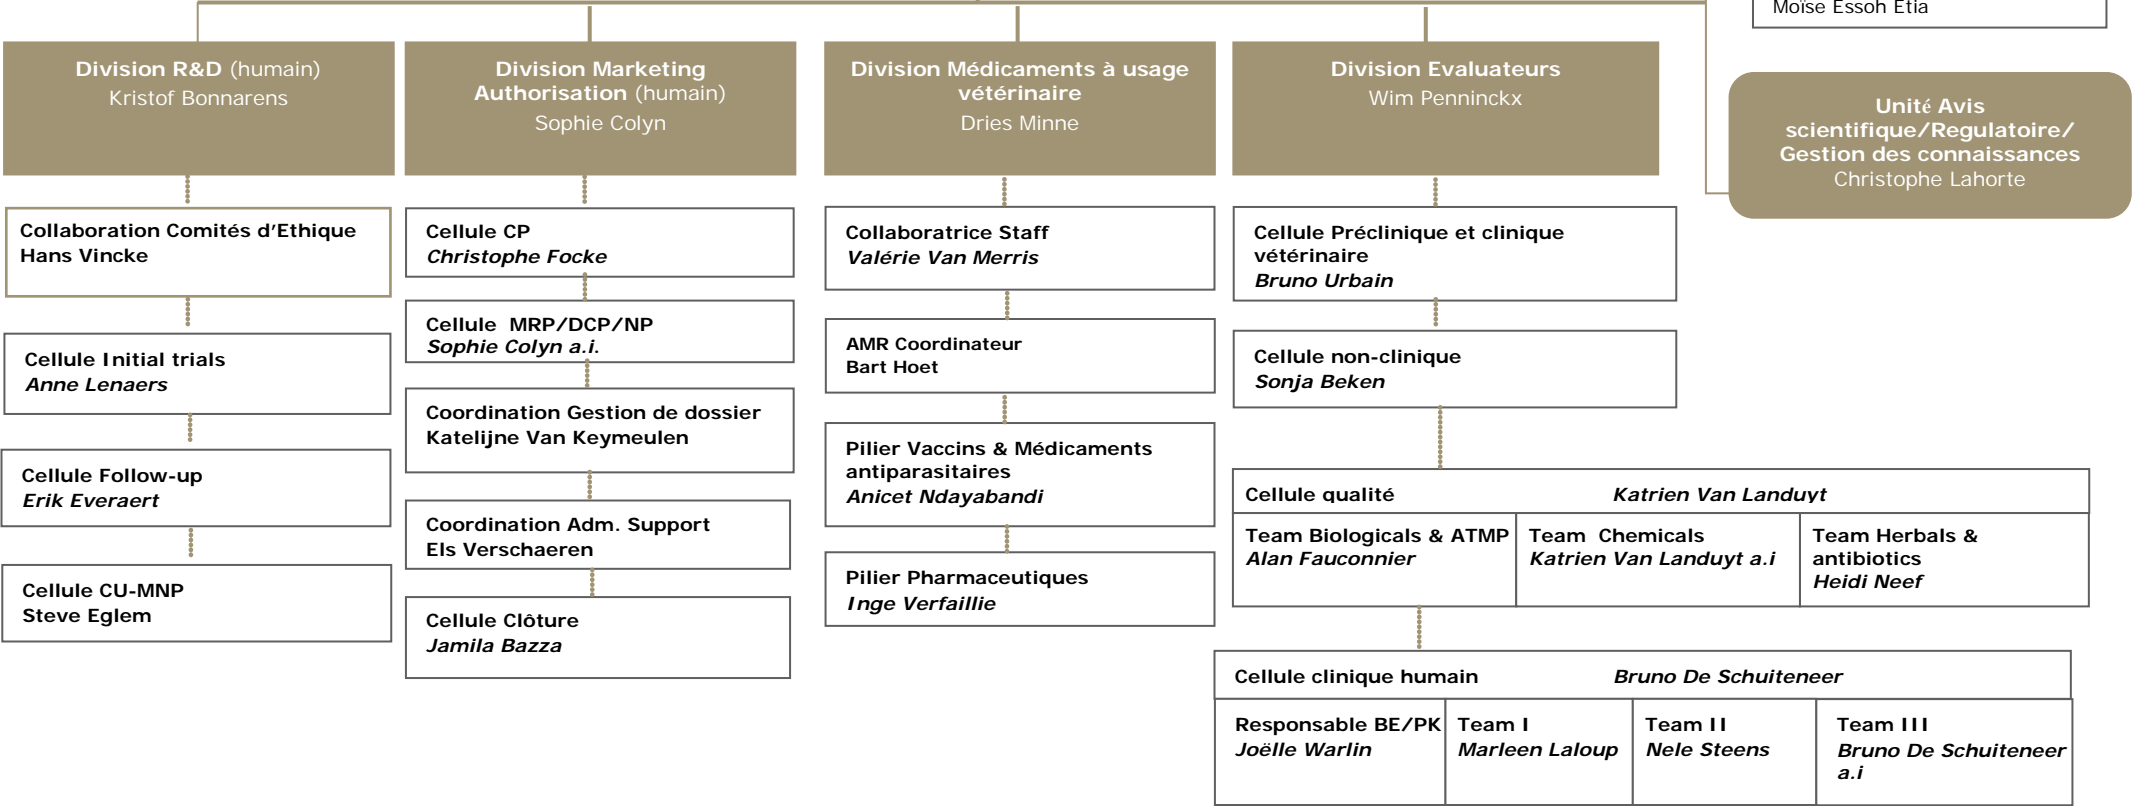 Moïse Essoh Etia
Division R&D (humain)
Kristof Bonnarens
Division Marketing
Authorisation (humain)
Sophie Colyn
Division Médicaments à usage
vétérinaire
Dries Minne
Division Evaluateurs
Wim Penninckx
Unité Avis
scientifique/Regulatoire/
Gestion des connaissances
Christophe Lahorte
Collaboration Comités d’Ethique
Hans Vincke
Cellule Initial trials
Anne Lenaers
Cellule Follow-up
Erik Everaert
Cellule CU-MNP
Steve Eglem
Cellule CP
Christophe Focke
Cellule MRP/DCP/NP
Sophie Colyn a.i.
Coordination Gestion de dossier
Katelijne Van Keymeulen
Coordination Adm. Support
Els Verschaeren
Cellule Clôture
Jamila Bazza
Collaboratrice Staff
Valérie Van Merris
AMR Coordinateur
Bart Hoet
Pilier Vaccins & Médicaments
antiparasitaires
Anicet Ndayabandi
Pilier Pharmaceutiques
Inge Verfaillie
Cellule Préclinique et clinique
vétérinaire
Bruno Urbain
Cellule non-clinique
Sonja Beken
Cellule qualité Katrien Van Landuyt
Team Biologicals & ATMP
Alan Fauconnier
Team Chemicals
Katrien Van Landuyt a.i
Team Herbals &
antibiotics
Heidi Neef
Cellule clinique humain Bruno De Schuiteneer
Responsable BE/PK
Joëlle Warlin
Team I
Marleen Laloup
Team II
Nele Steens
Team III
Bruno De Schuiteneer
a.i